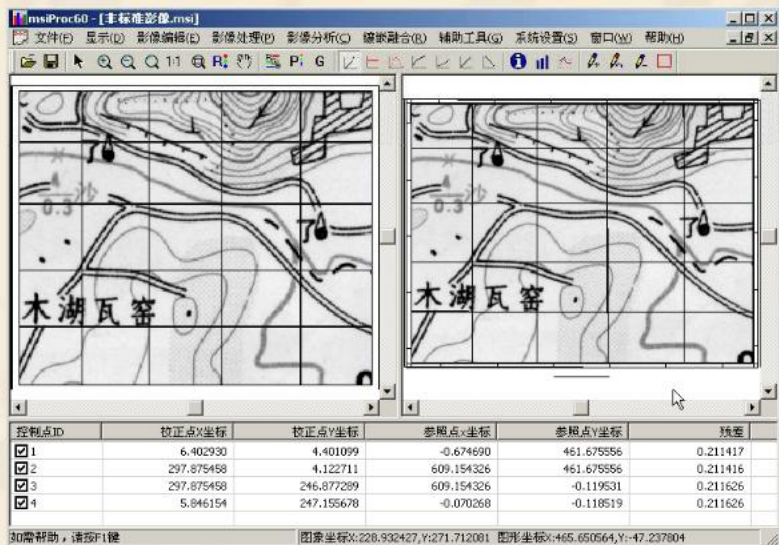 msiProc60 - [非标准影像.msi]
文件(F) 显示(D) 影像编辑(E) 影像处理(P) 影像分析(C) 镶嵌融合(R) 辅助工具(G) 系统设置(S) 窗口(W) 帮助(H)
1:1 R P G
4
0.3 沙
木湖瓦窑
4
0.3 沙
木湖瓦窑
控制点ID 校正点X坐标 校正点Y坐标 参照点x坐标 参照点Y坐标 残差
1 6.402930 4.401099 -0.674690 461.675556 0.211417
2 297.875458 4.122711 609.154326 461.675556 0.211416
3 297.875458 246.877289 609.154326 -0.119531 0.211626
4 5.846154 247.155678 -0.070268 -0.118519 0.211626
如需帮助，请按F1键 图象坐标X:228.932427,Y:271.712081 图形坐标X:465.650564,Y:-47.237804